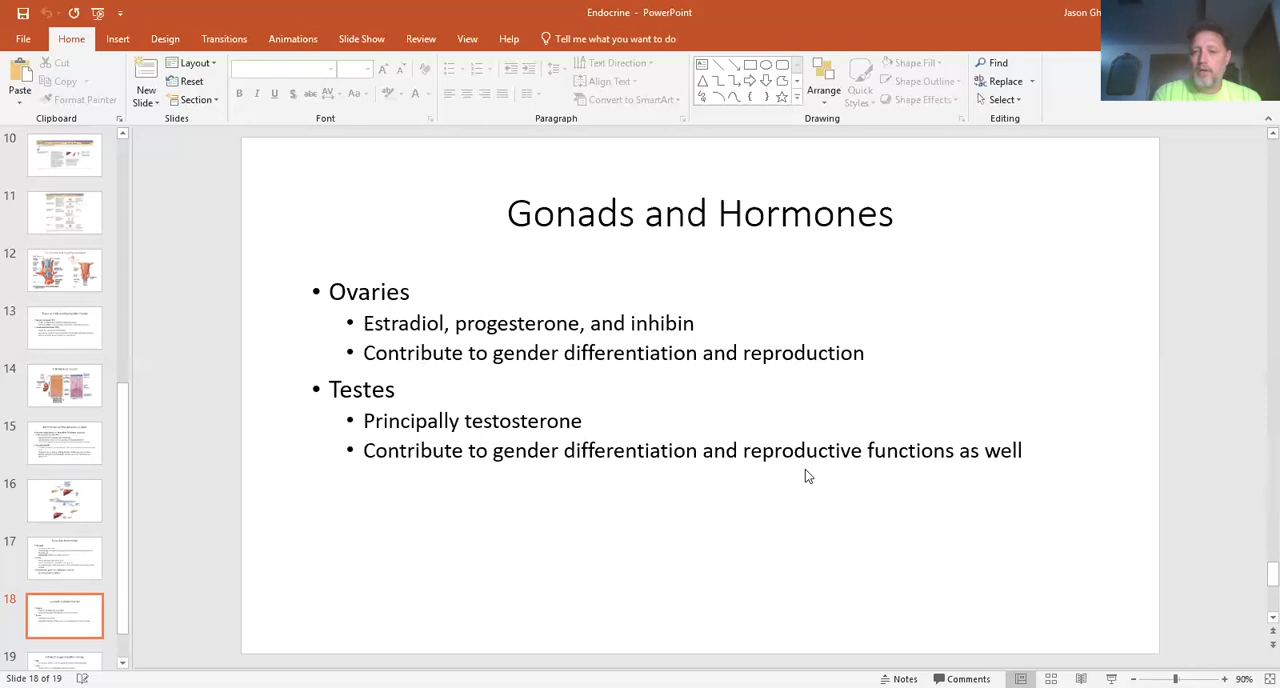 Endocrine - PowerPoint
Jason Gh
File Home Insert Design Transitions Animations Slide Show Review View Help Tell me what you want to do
Paste
Cut
Copy
Format Painter
Clipboard
New
Slide
Layout
Reset
Section
Slides
B I U S abc AV Aa A
Font
Text Direction
Align Text
Convert to SmartArt
Paragraph
Arrange
Quick
Styles
Shape Fill
Shape Outline
Shape Effects
Drawing
Find
Replace
Select
Editing
10
11
12
13
14
15
16
17
18
19
Gonads and Hormones
• Ovaries
• Estradiol, progesterone, and inhibin
• Contribute to gender differentiation and reproduction
• Testes
• Principally testosterone
• Contribute to gender differentiation and reproductive functions as well
Slide 18 of 19
Notes
Comments
90%